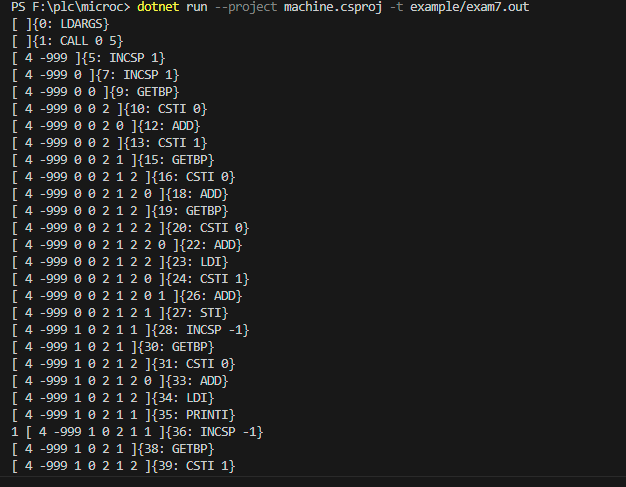 PS F:\plc\microc> dotnet run --project machine.csproj -t example/exam7.out
[ ]{0: LDARGS}
[ ]{1: CALL 0 5}
[ 4 -999 ]{5: INCSP 1}
[ 4 -999 0 ]{7: INCSP 1}
[ 4 -999 0 0 ]{9: GETBP}
[ 4 -999 0 0 2 ]{10: CSTI 0}
[ 4 -999 0 0 2 0 ]{12: ADD}
[ 4 -999 0 0 2 ]{13: CSTI 1}
[ 4 -999 0 0 2 1 ]{15: GETBP}
[ 4 -999 0 0 2 1 2 ]{16: CSTI 0}
[ 4 -999 0 0 2 1 2 0 ]{18: ADD}
[ 4 -999 0 0 2 1 2 ]{19: GETBP}
[ 4 -999 0 0 2 1 2 2 ]{20: CSTI 0}
[ 4 -999 0 0 2 1 2 2 0 ]{22: ADD}
[ 4 -999 0 0 2 1 2 2 ]{23: LDI}
[ 4 -999 0 0 2 1 2 0 ]{24: CSTI 1}
[ 4 -999 0 0 2 1 2 0 1 ]{26: ADD}
[ 4 -999 0 0 2 1 2 1 ]{27: STI}
[ 4 -999 1 0 2 1 1 ]{28: INCSP -1}
[ 4 -999 1 0 2 1 ]{30: GETBP}
[ 4 -999 1 0 2 1 2 ]{31: CSTI 0}
[ 4 -999 1 0 2 1 2 0 ]{33: ADD}
[ 4 -999 1 0 2 1 2 ]{34: LDI}
[ 4 -999 1 0 2 1 1 ]{35: PRINTI}
1 [ 4 -999 1 0 2 1 1 ]{36: INCSP -1}
[ 4 -999 1 0 2 1 ]{38: GETBP}
[ 4 -999 1 0 2 1 2 ]{39: CSTI 1}